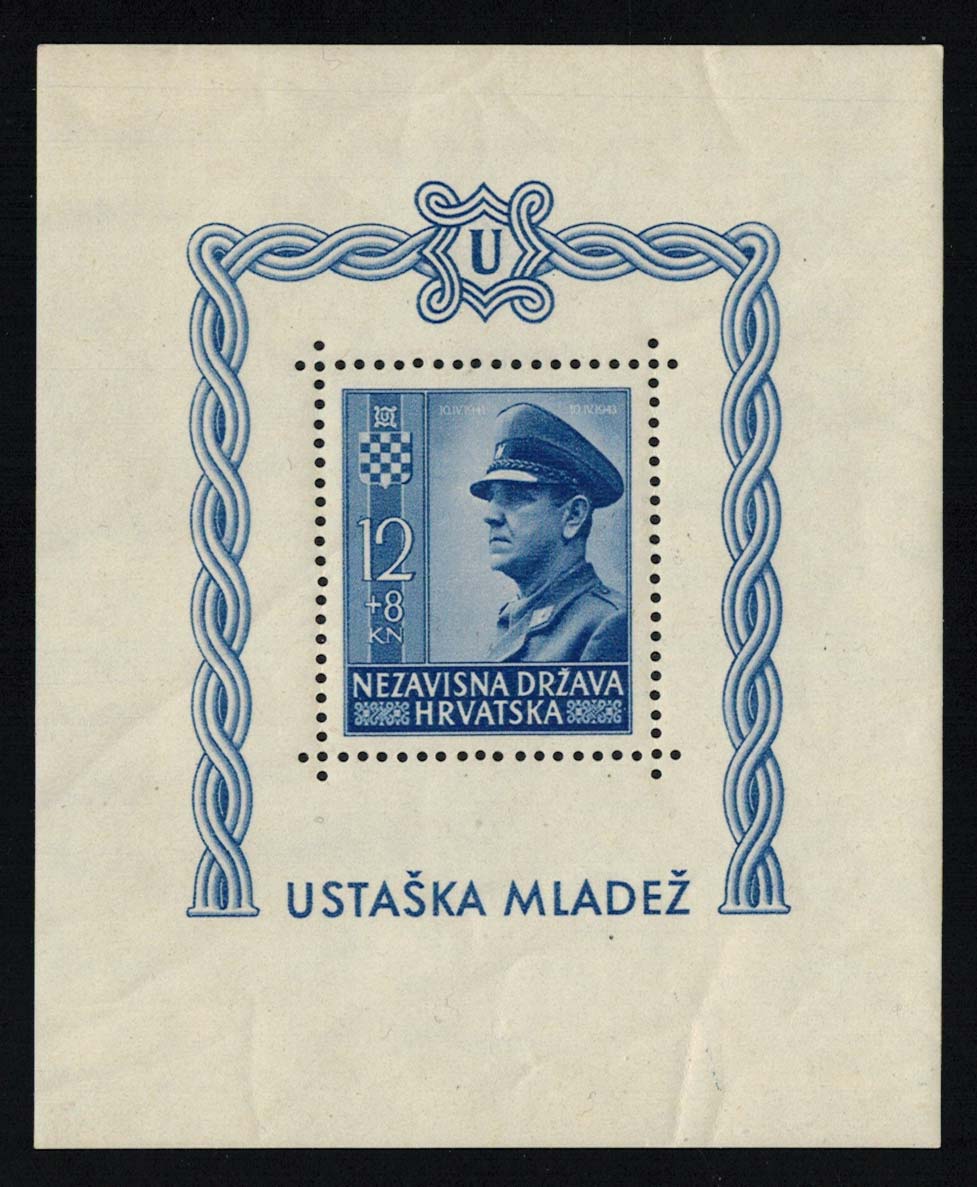 U
10.IV.1941 10.IV.1943
U
12
+8
KN
NEZAVISNA DRŽAVA
HRVATSKA
USTAŠKA MLADEŽ